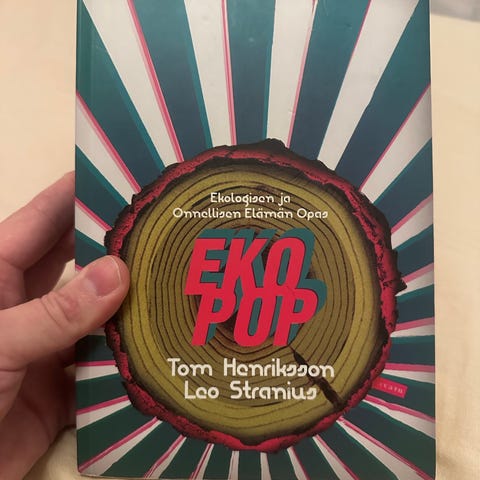 Ekologisen ja
Onnellisen Elämän Opas
EKO
POP
Tom Henriksson
Leo Stranius